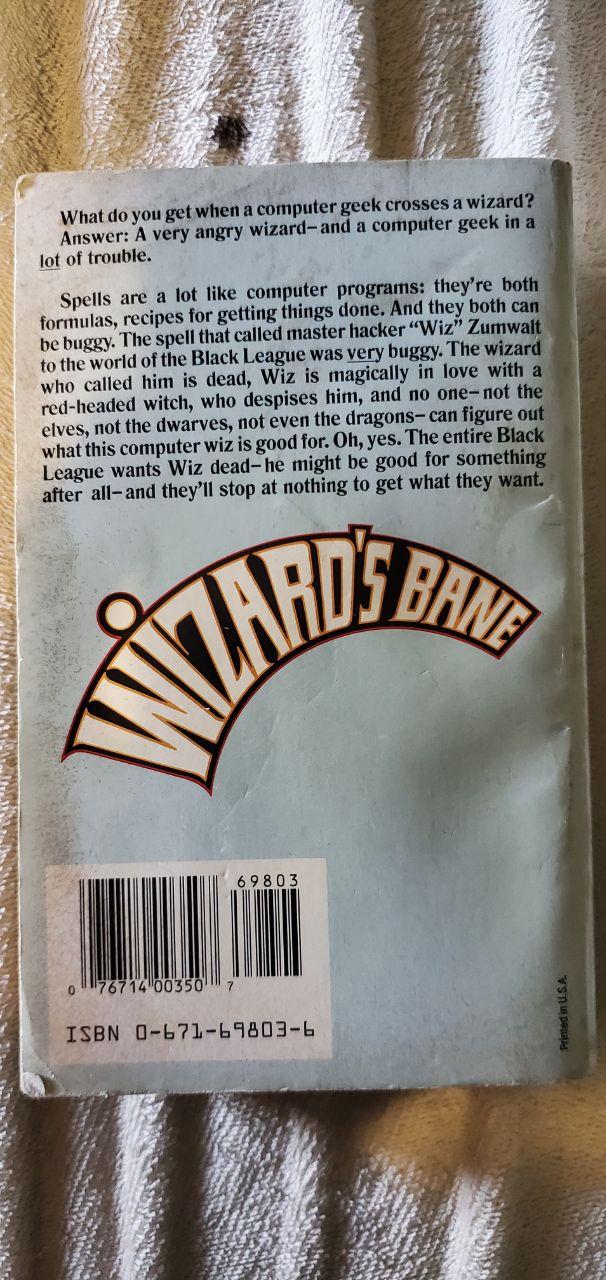 What do you get when a computer geek crosses a wizard?
Answer: A very angry wizard–and a computer geek in a
lot of trouble.
Spells are a lot like computer programs: they're both
formulas, recipes for getting things done. And they both can
be buggy. The spell that called master hacker "Wiz" Zumwalt
to the world of the Black League was very buggy. The wizard
who called him is dead, Wiz is magically in love with a
red-headed witch, who despises him, and no one–not the
elves, not the dwarves, not even the dragons–can figure out
what this computer wiz is good for. Oh, yes. The entire Black
League wants Wiz dead–he might be good for something
after all–and they'll stop at nothing to get what they want.
WIZARD'S BANE
69803
0 76714 00350 7
ISBN 0-671-69803-6
Printed in U.S.A.